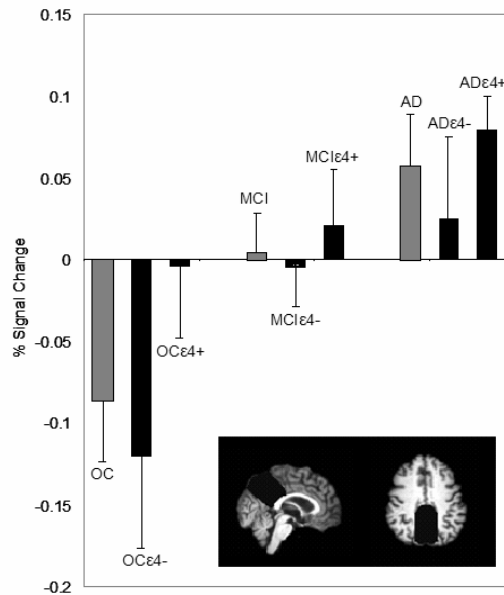 0.15
0.1
0.05
0
-0.05
-0.1
-0.15
-0.2
% Signal Change
OC
OCε4-
OCε4+
MCI
MCIε4-
MCIε4+
AD
ADε4-
ADε4+